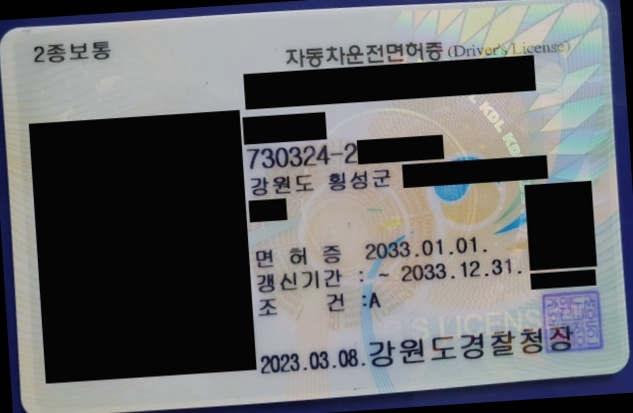 2종보통
자동차운전면허증 (Driver's License)
730324-2
강원도 횡성군
면 허 증 2033.01.01.
갱신기간 : ~ 2033.12.31.
조 건 :A
2023.03.08. 강원도경찰청장